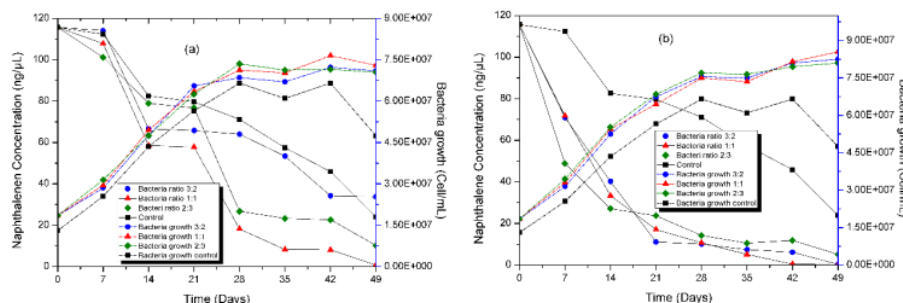 (a)
Naphthalenen Concentration (ng/µL)
120
100
80
60
40
20
0
0 7 14 21 28 35 42 49
Time (Days)
9.00E+007
7.50E+007
6.00E+007
4.50E+007
3.00E+007
1.50E+007
0.00E+000
Bacteria growth (Cell/mL)
Bacteria ratio 3:2
Bacteria ratio 1:1
Bacteri ratio 2:3
Control
Bacteria growth 3:2
Bacteria growth 1:1
Bacteria growth 2:3
Bacteria growth control
(b)
Naphthalene Concentration (ng/µL)
120
100
80
60
40
20
0
0 7 14 21 28 35 42 49
Time (Days)
9.00E+007
7.50E+007
6.00E+007
4.50E+007
3.00E+007
1.50E+007
0.00E+000
Bacteria ratio 3:2
Bacteria ratio 1:1
Bacteri ratio 2:3
Control
Bacteria growth 3:2
Bacteria growth 1:1
Bacteria growth 2:3
Bacteria growth control